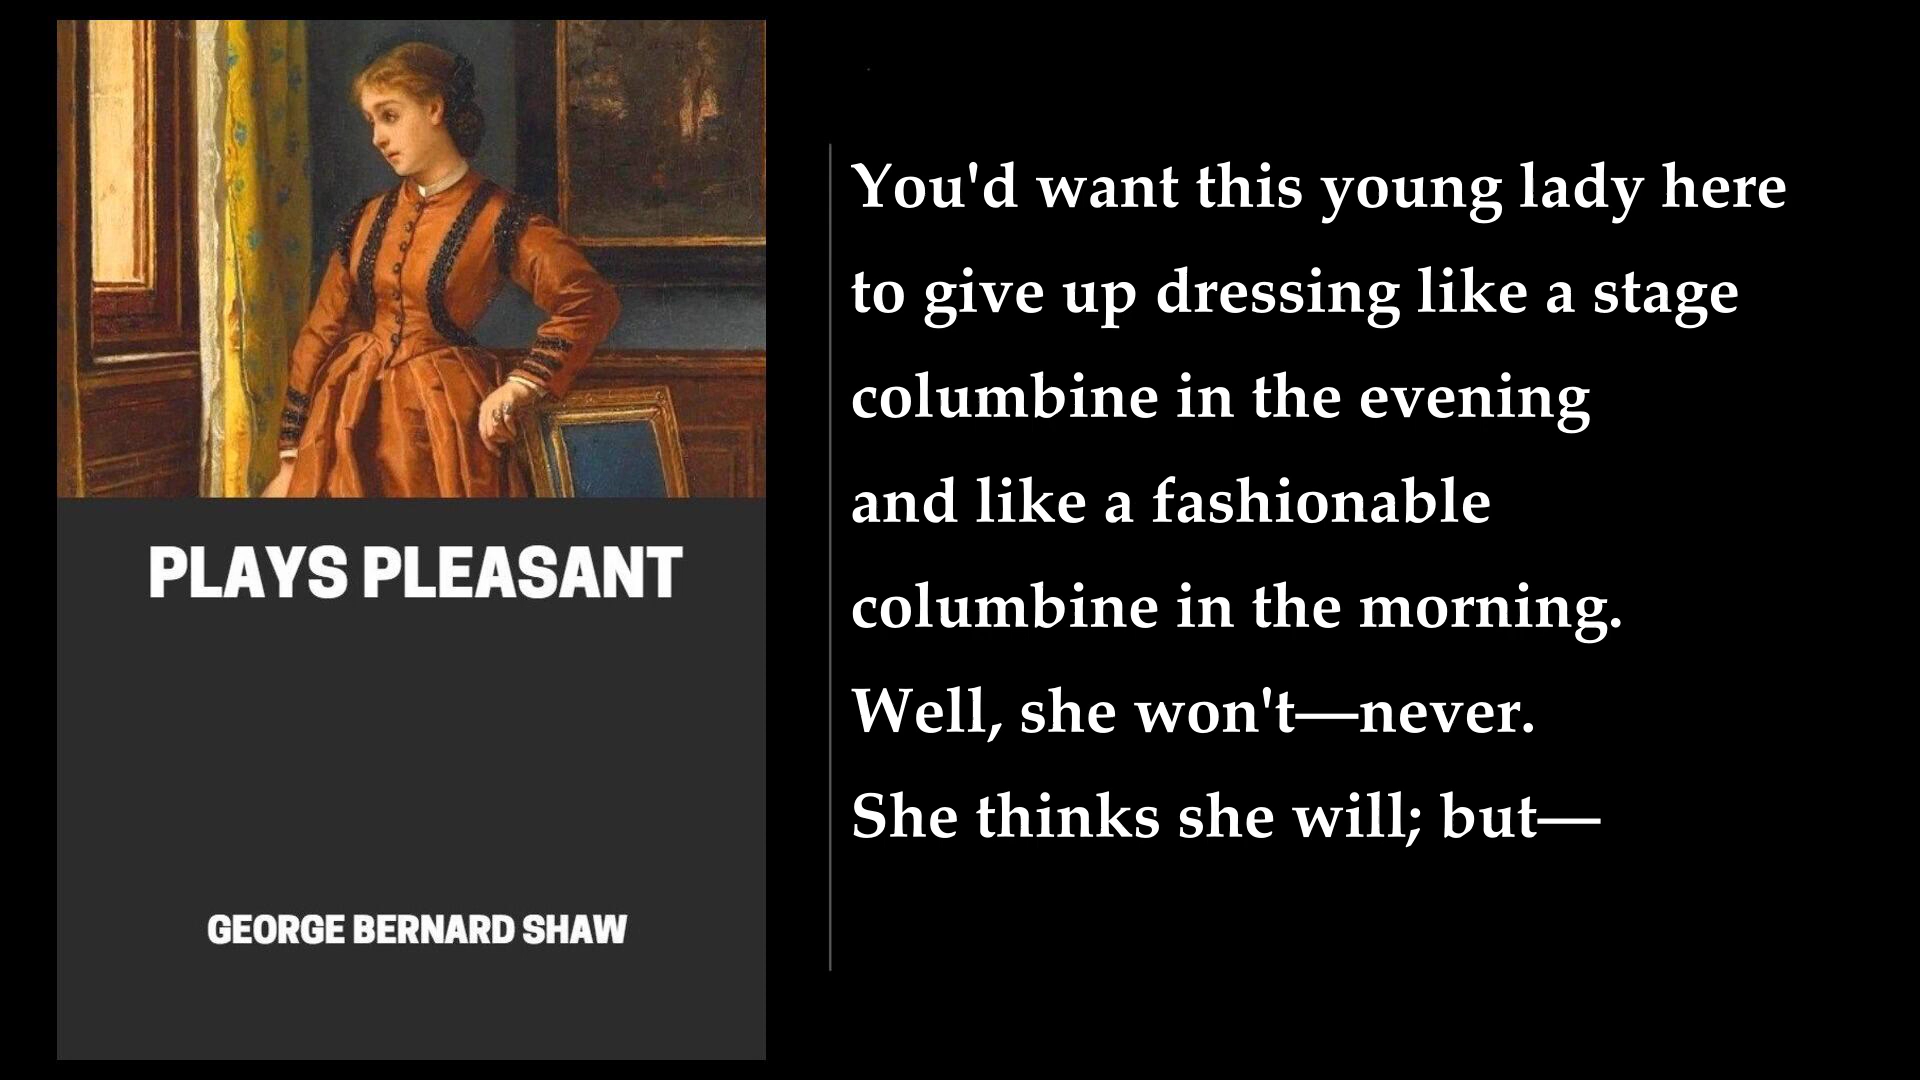 PLAYS PLEASANT
GEORGE BERNARD SHAW
You'd want this young lady here
to give up dressing like a stage
columbine in the evening
and like a fashionable
columbine in the morning.
Well, she won't—never.
She thinks she will; but—